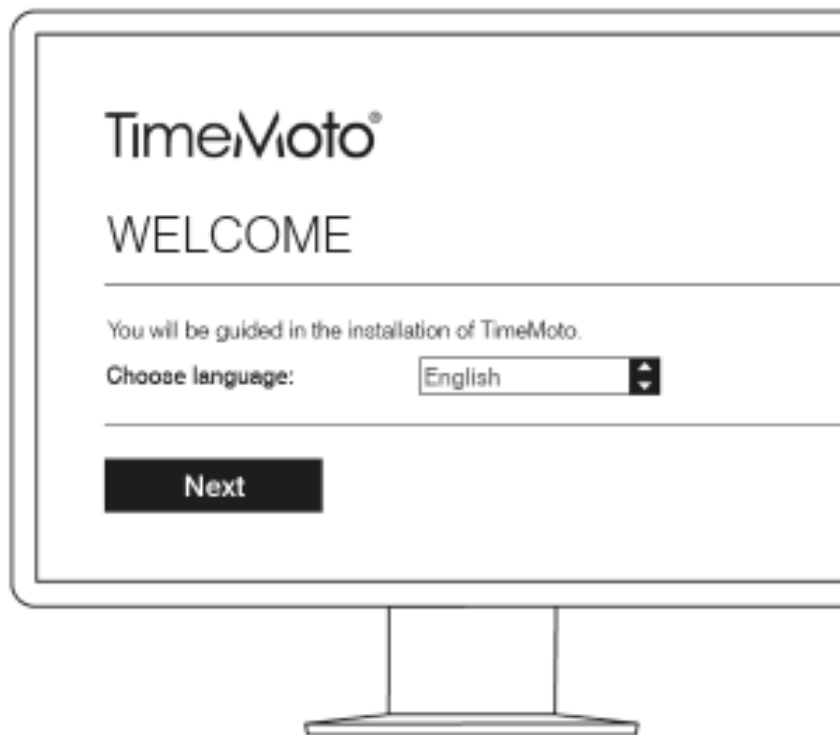 TimeMoto®
WELCOME
You will be guided in the installation of TimeMoto.
Choose language: English
Next